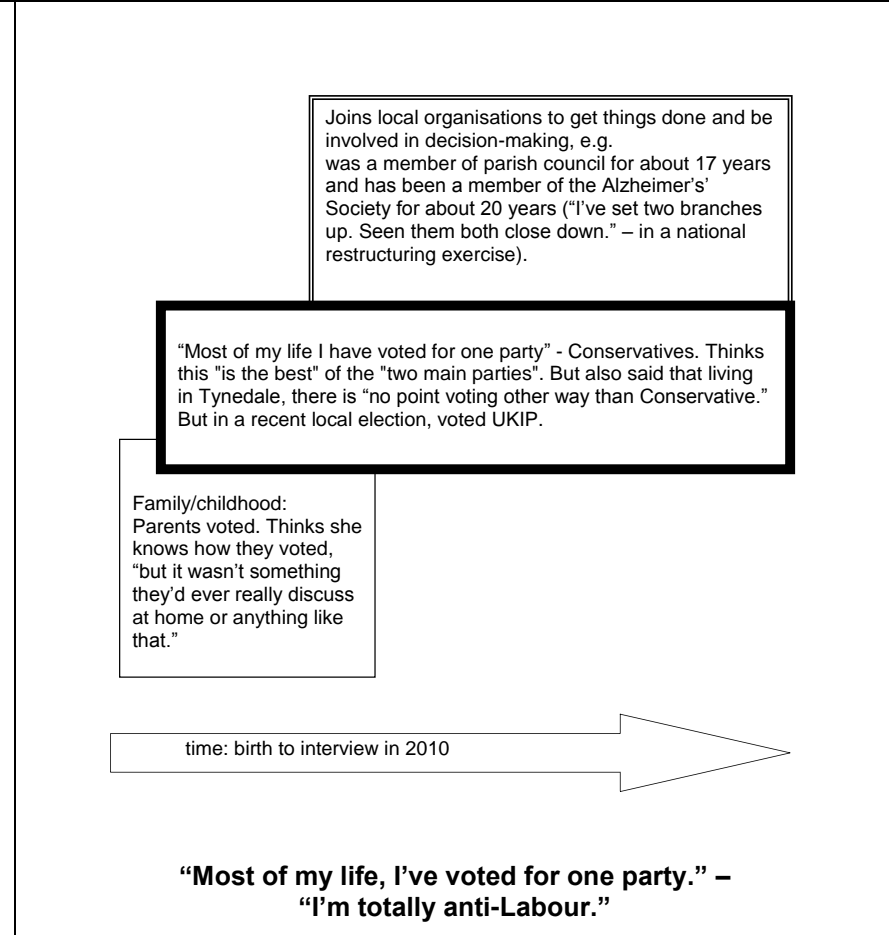 Joins local organisations to get things done and be
involved in decision-making, e.g.
was a member of parish council for about 17 years
and has been a member of the Alzheimer’s’
Society for about 20 years (“I’ve set two branches
up. Seen them both close down.” – in a national
restructuring exercise).
“Most of my life I have voted for one party” - Conservatives. Thinks
this "is the best" of the "two main parties". But also said that living
in Tynedale, there is “no point voting other way than Conservative.”
But in a recent local election, voted UKIP.
Family/childhood:
Parents voted. Thinks she
knows how they voted,
“but it wasn’t something
they’d ever really discuss
at home or anything like
that.”
time: birth to interview in 2010
“Most of my life, I’ve voted for one party.” –
“I’m totally anti-Labour.”